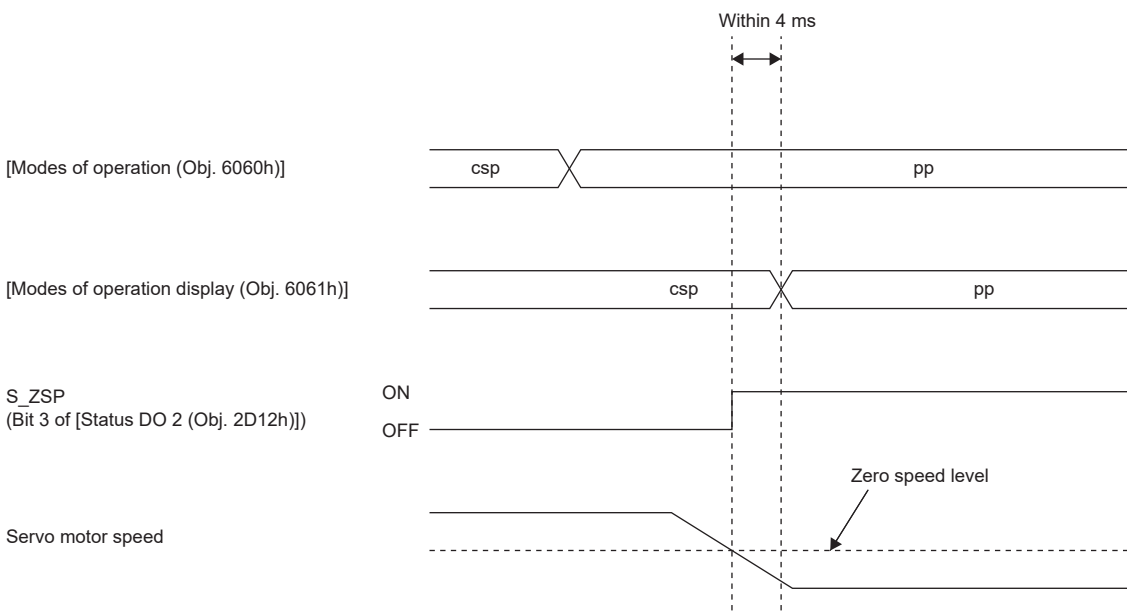 Within 4 ms
[Modes of operation (Obj. 6060h)]
csp
pp
[Modes of operation display (Obj. 6061h)]
csp
pp
S_ZSP
(Bit 3 of [Status DO 2 (Obj. 2D12h)])
ON
OFF
Zero speed level
Servo motor speed